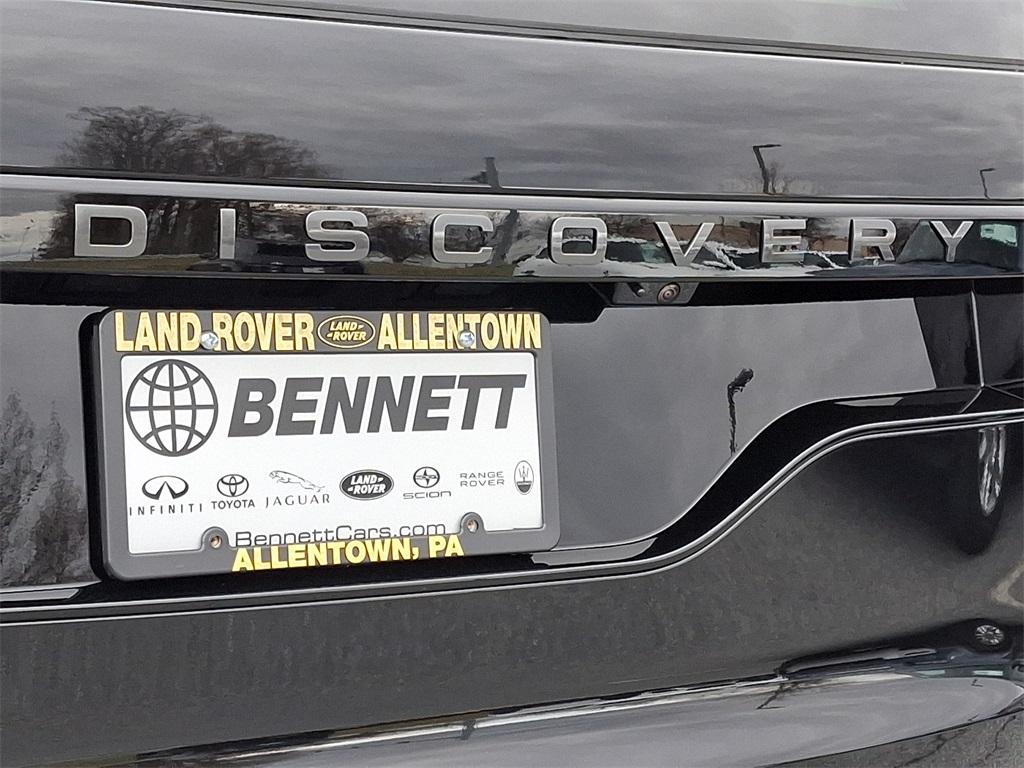 DISCOVERY
LAND ROVER LAND-ROVER ALLENTOWN
BENNETT
INFINITI TOYOTA JAGUAR LAND-ROVER SCION RANGE ROVER
BennettCars.com
ALLENTOWN, PA